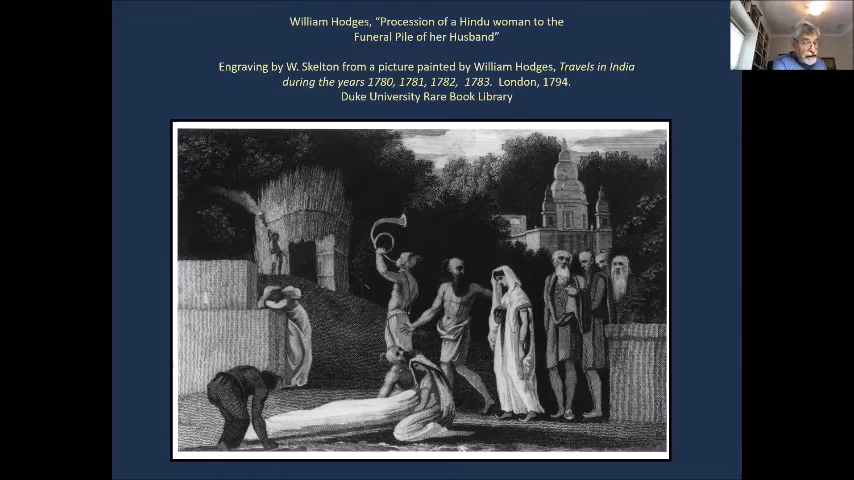 William Hodges, “Procession of a Hindu woman to the
Funeral Pile of her Husband”
Engraving by W. Skelton from a picture painted by William Hodges, Travels in India
during the years 1780, 1781, 1782, 1783. London, 1794.
Duke University Rare Book Library